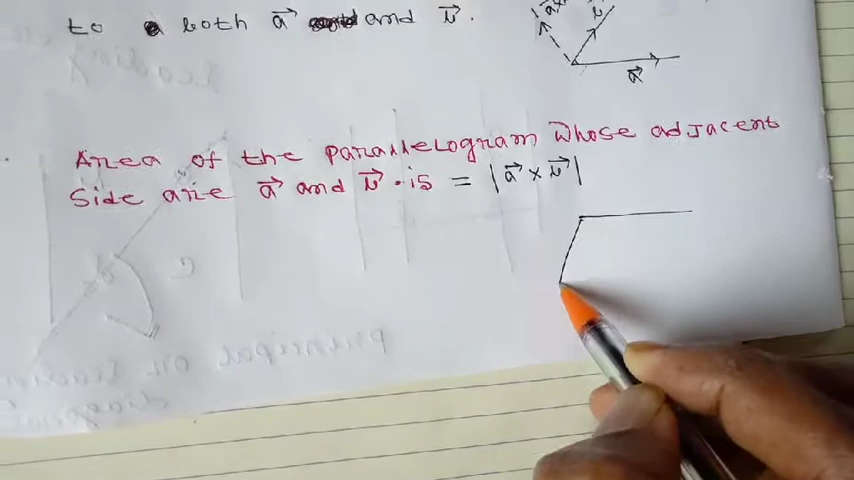 to a both a⃗ and b⃗.
a⃗
Area of the parallelogram whose adjacent
side are a⃗ and b⃗ . is = |a⃗ × b⃗|